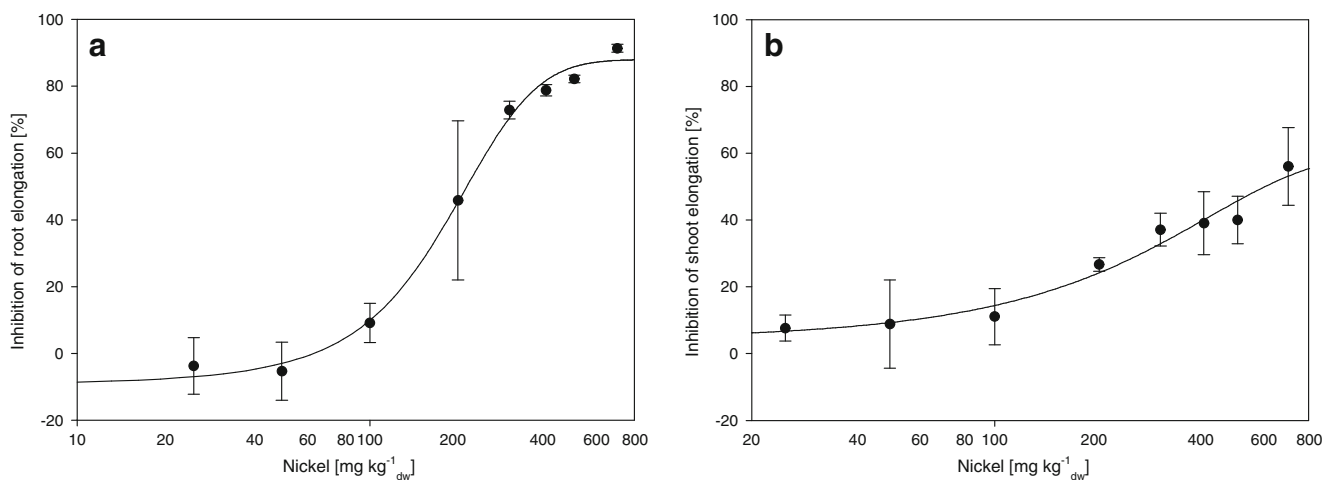 a
Inhibition of root elongation [%]
100
80
60
40
20
0
-20
10 20 40 60 80 100 200 400 600 800
Nickel [mg kg⁻¹dw]
b
Inhibition of shoot elongation [%]
100
80
60
40
20
0
-20
20 40 60 80 100 200 400 600 800
Nickel [mg kg⁻¹dw]